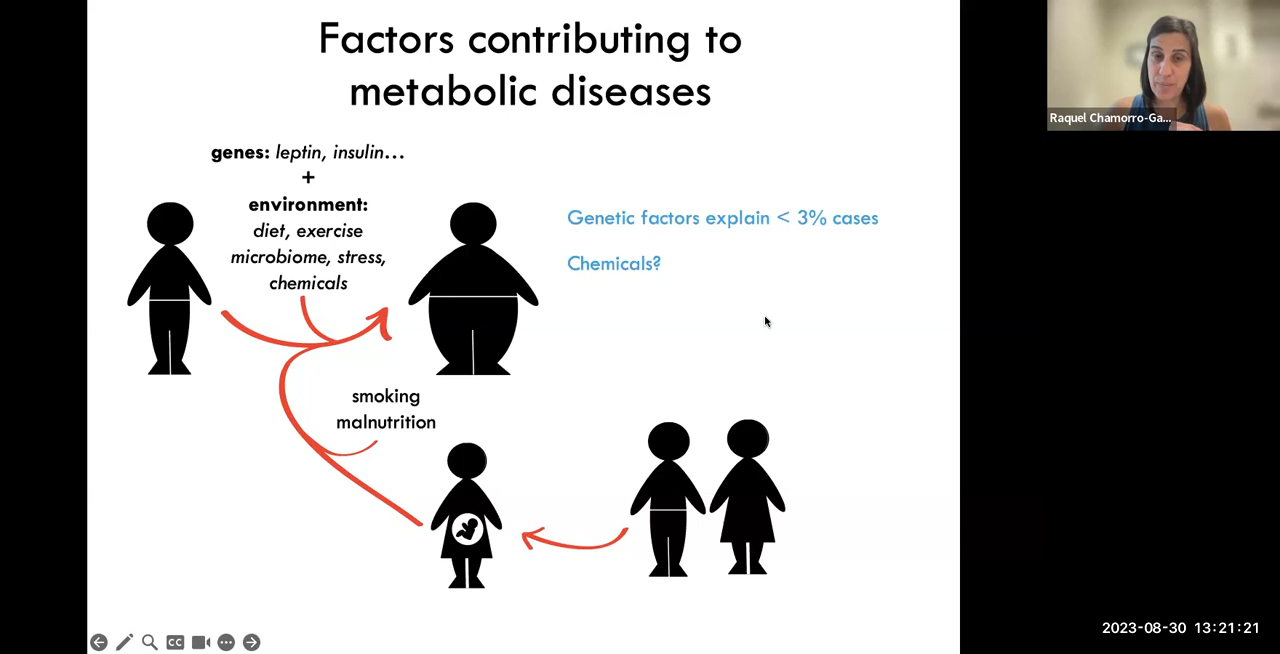 Factors contributing to
metabolic diseases
genes: leptin, insulin...
+
environment:
diet, exercise
microbiome, stress,
chemicals
Genetic factors explain < 3% cases
Chemicals?
smoking
malnutrition
Raquel Chamorro-Ga...
CC
2023-08-30 13:21:21